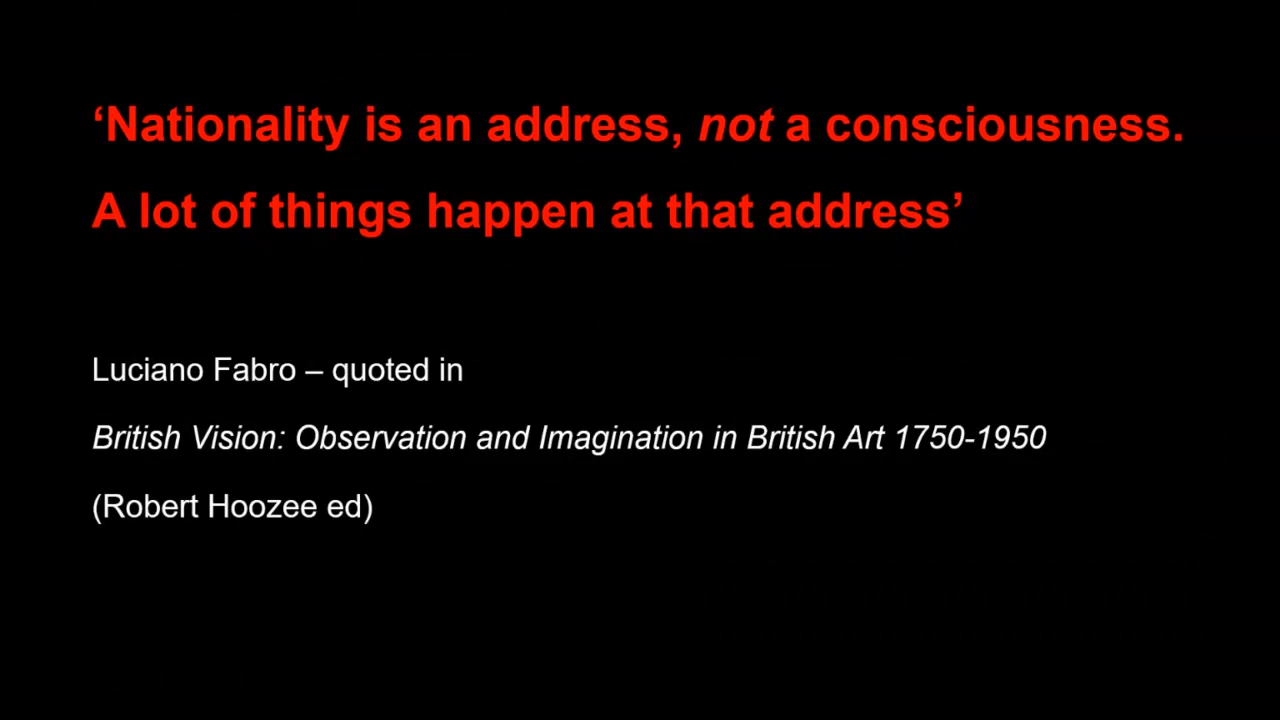 ‘Nationality is an address, not a consciousness.
A lot of things happen at that address’
Luciano Fabro – quoted in
British Vision: Observation and Imagination in British Art 1750-1950
(Robert Hoozee ed)